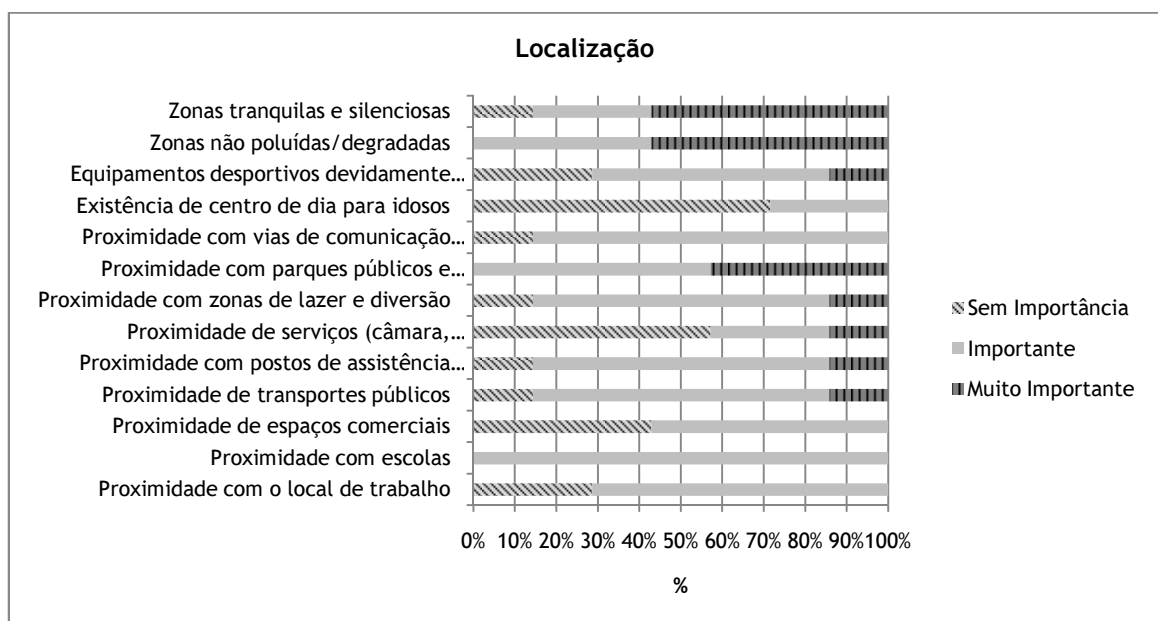 Localização
Zonas tranquilas e silenciosas
Zonas não poluídas/degradadas
Equipamentos desportivos devidamente...
Existência de centro de dia para idosos
Proximidade com vias de comunicação...
Proximidade com parques públicos e...
Proximidade com zonas de lazer e diversão
Proximidade de serviços (câmara,...
Proximidade com postos de assistência...
Proximidade de transportes públicos
Proximidade de espaços comerciais
Proximidade com escolas
Proximidade com o local de trabalho
0% 10% 20% 30% 40% 50% 60% 70% 80% 90% 100%
%
Sem Importância
Importante
Muito Importante